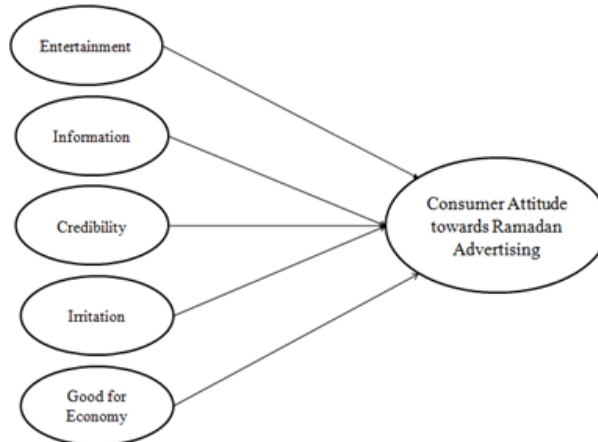 Entertainment
Information
Credibility
Irritation
Good for
Economy
Consumer Attitude
towards Ramadan
Advertising